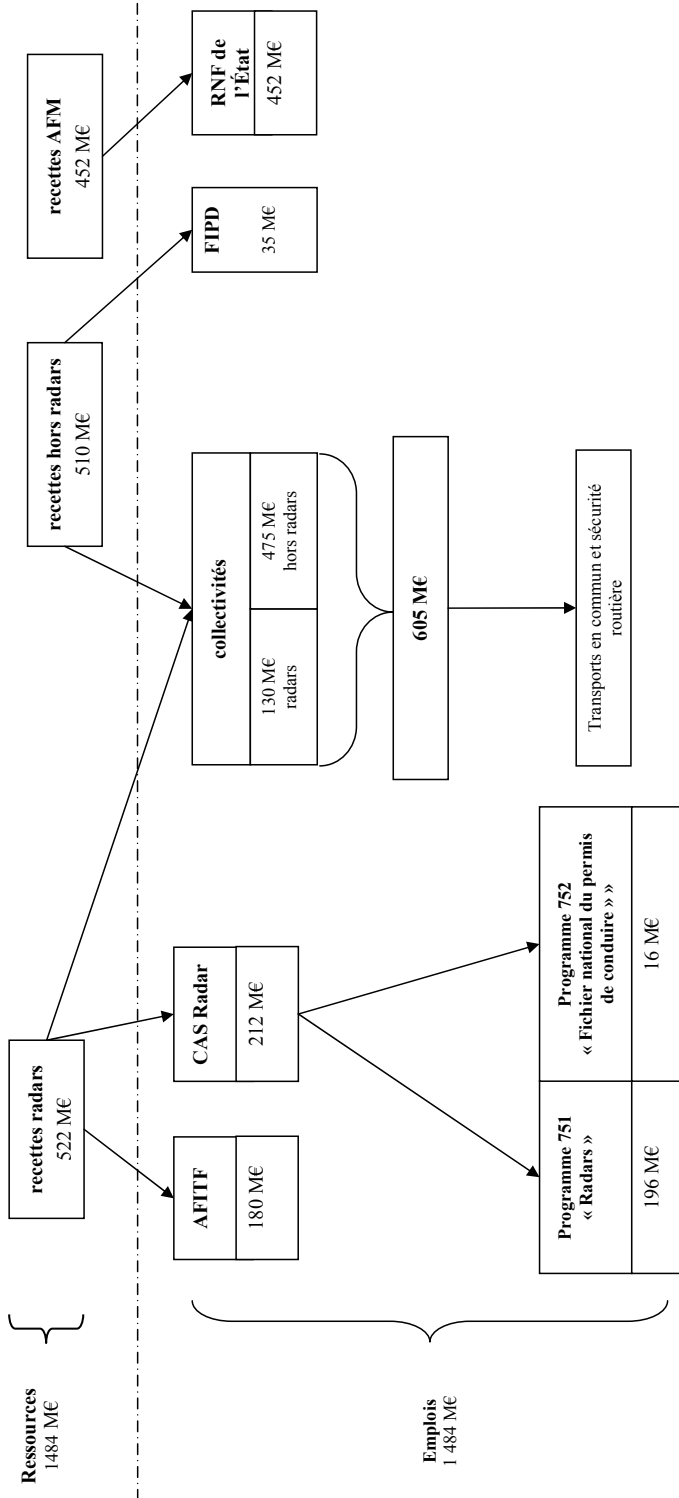 Ressources
1484 M€
recettes radars
522 M€
recettes hors radars
510 M€
recettes AFM
452 M€
Emplois
1 484 M€
AFITF
180 M€
CAS Radar
212 M€
collectivités
130 M€
radars
475 M€
hors radars
FIPD
35 M€
RNF de
l’État
452 M€
605 M€
Programme 751
« Radars »
196 M€
Programme 752
« Fichier national du permis
de conduire » »
16 M€
Transports en commun et sécurité
routière